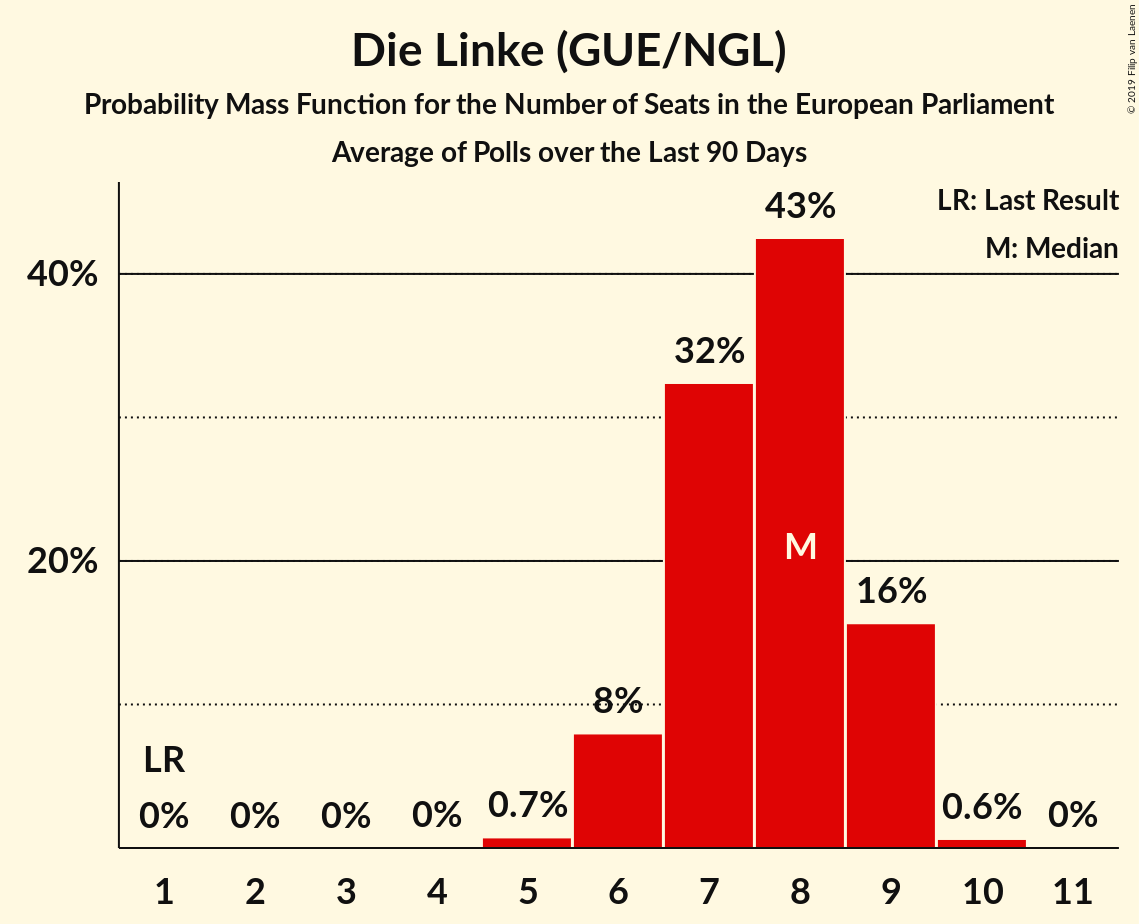 Die Linke (GUE/NGL)
Probability Mass Function for the Number of Seats in the European Parliament
Average of Polls over the Last 90 Days
© 2019 Filip van Laenen
LR: Last Result
M: Median
43%
40%
32%
M
20%
16%
8%
LR
0% 0% 0% 0% 0.7% 0.6% 0%
1 2 3 4 5 6 7 8 9 10 11